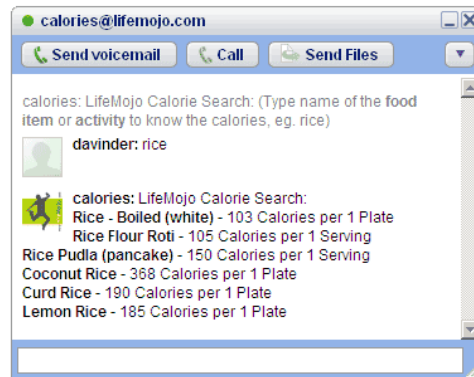 calories@lifemojo.com
Send voicemail Call Send Files
calories: LifeMojo Calorie Search: (Type name of the food
item or activity to know the calories, eg. rice)
davinder: rice
calories: LifeMojo Calorie Search:
Rice - Boiled (white) - 103 Calories per 1 Plate
Rice Flour Roti - 105 Calories per 1 Serving
Rice Pudla (pancake) - 150 Calories per 1 Serving
Coconut Rice - 368 Calories per 1 Plate
Curd Rice - 190 Calories per 1 Plate
Lemon Rice - 185 Calories per 1 Plate